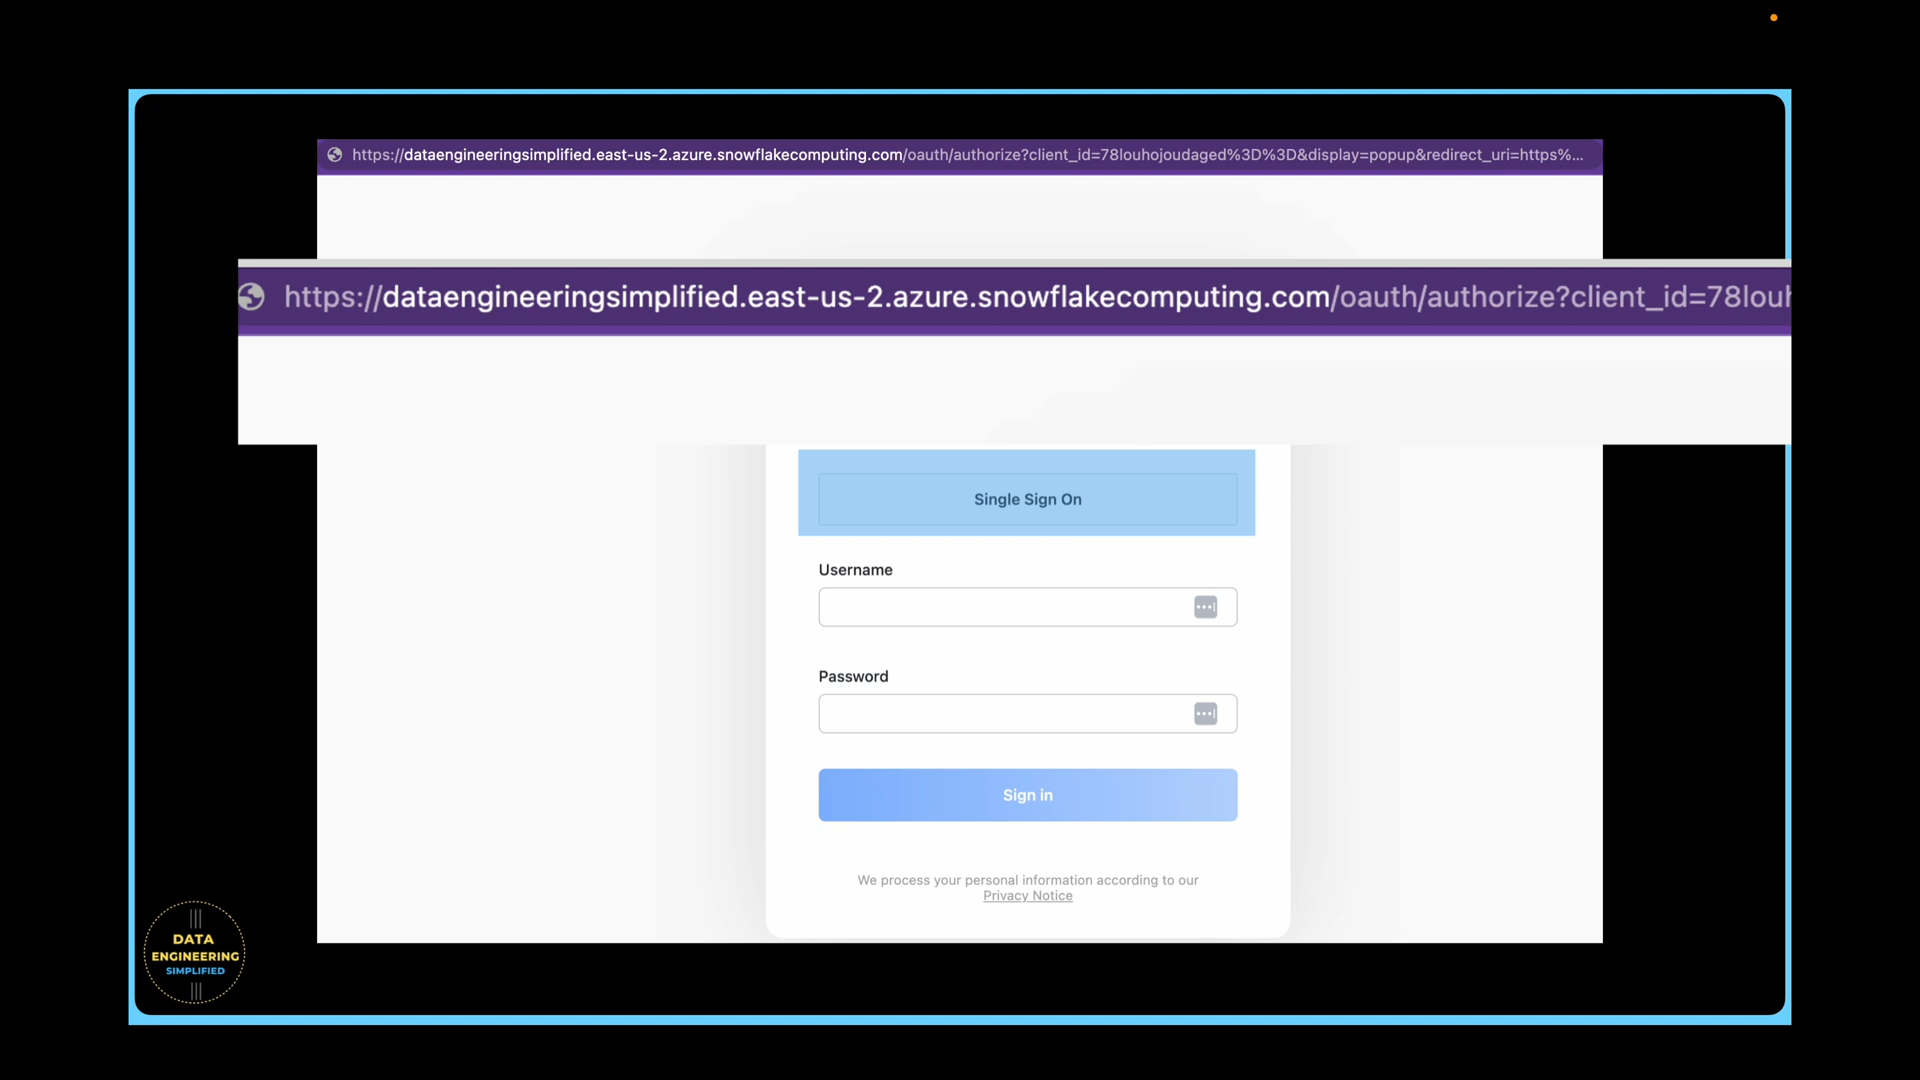 https://dataengineeringsimplified.east-us-2.azure.snowflakecomputing.com/oauth/authorize?client_id=78louhojoudaged%3D%3D&display=popup&redirect_uri=https%...
https://dataengineeringsimplified.east-us-2.azure.snowflakecomputing.com/oauth/authorize?client_id=78louh
Single Sign On
Username
Password
Sign in
We process your personal information according to our
Privacy Notice
DATA
ENGINEERING
SIMPLIFIED